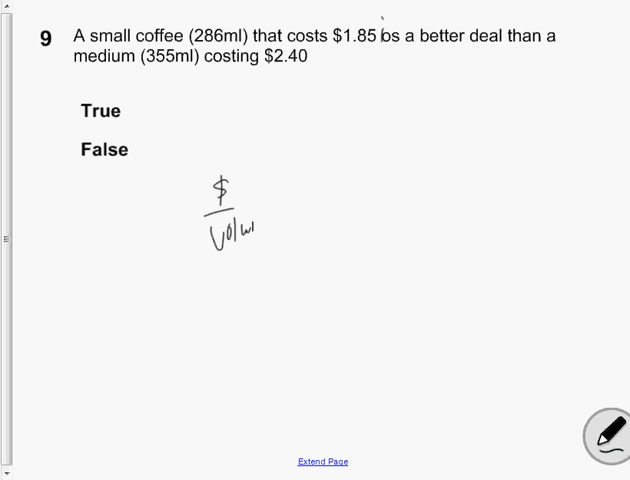 9 A small coffee (286ml) that costs $1.85 is a better deal than a
medium (355ml) costing $2.40
True
False
$
Extend Page